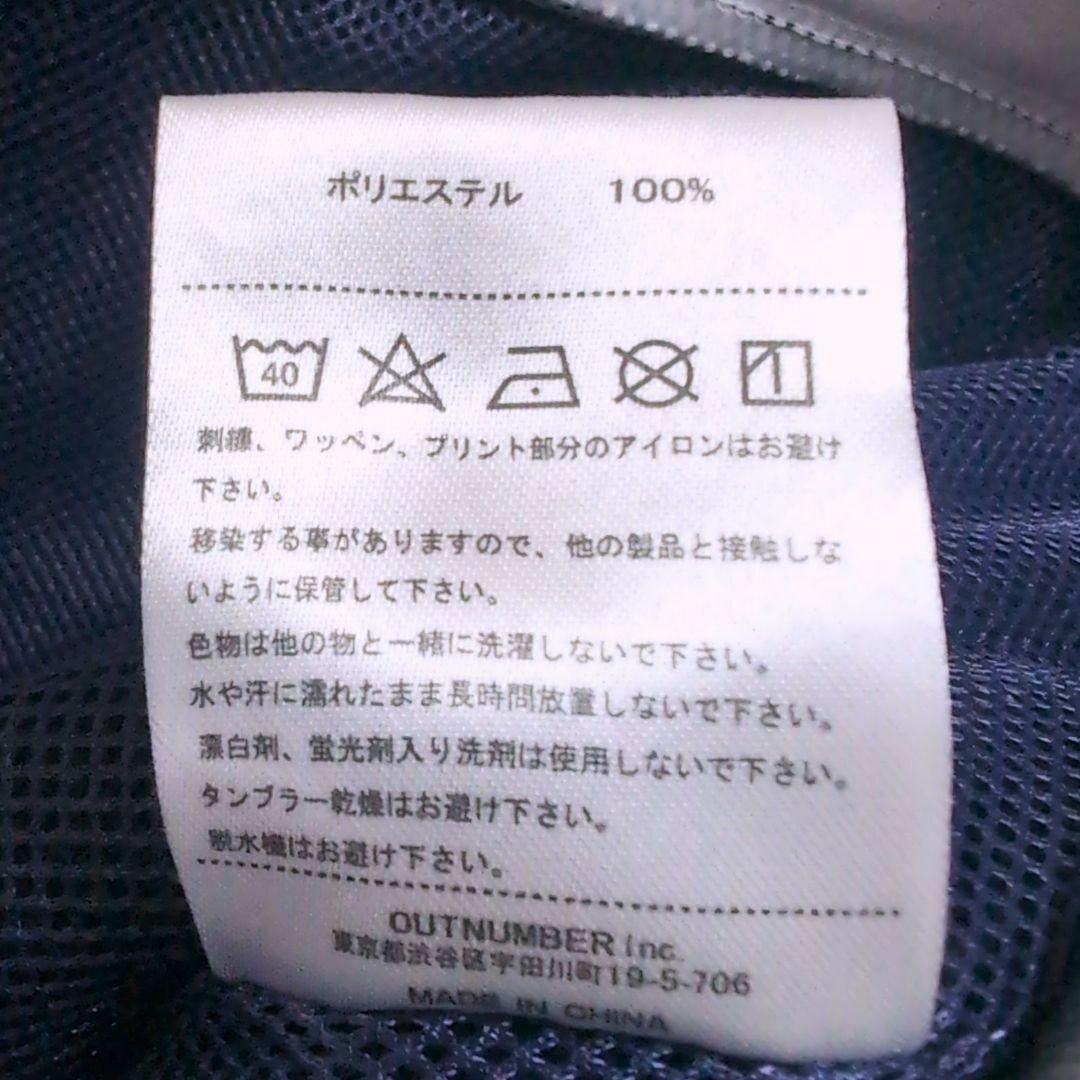 ポリエステル 100%
40
刺繍、ワッペン、プリント部分のアイロンはお避け
下さい。
移染する事がありますので、他の製品と接触しな
いように保管して下さい。
色物は他の物と一緒に洗濯しないで下さい。
水や汗に濡れたまま長時間放置しないで下さい。
漂白剤、蛍光剤入り洗剤は使用しないで下さい。
タンブラー乾燥はお避け下さい。
脱水機はお避け下さい。
OUTNUMBER Inc.
東京都渋谷区宇田川町19-5-706
MADE IN CHINA